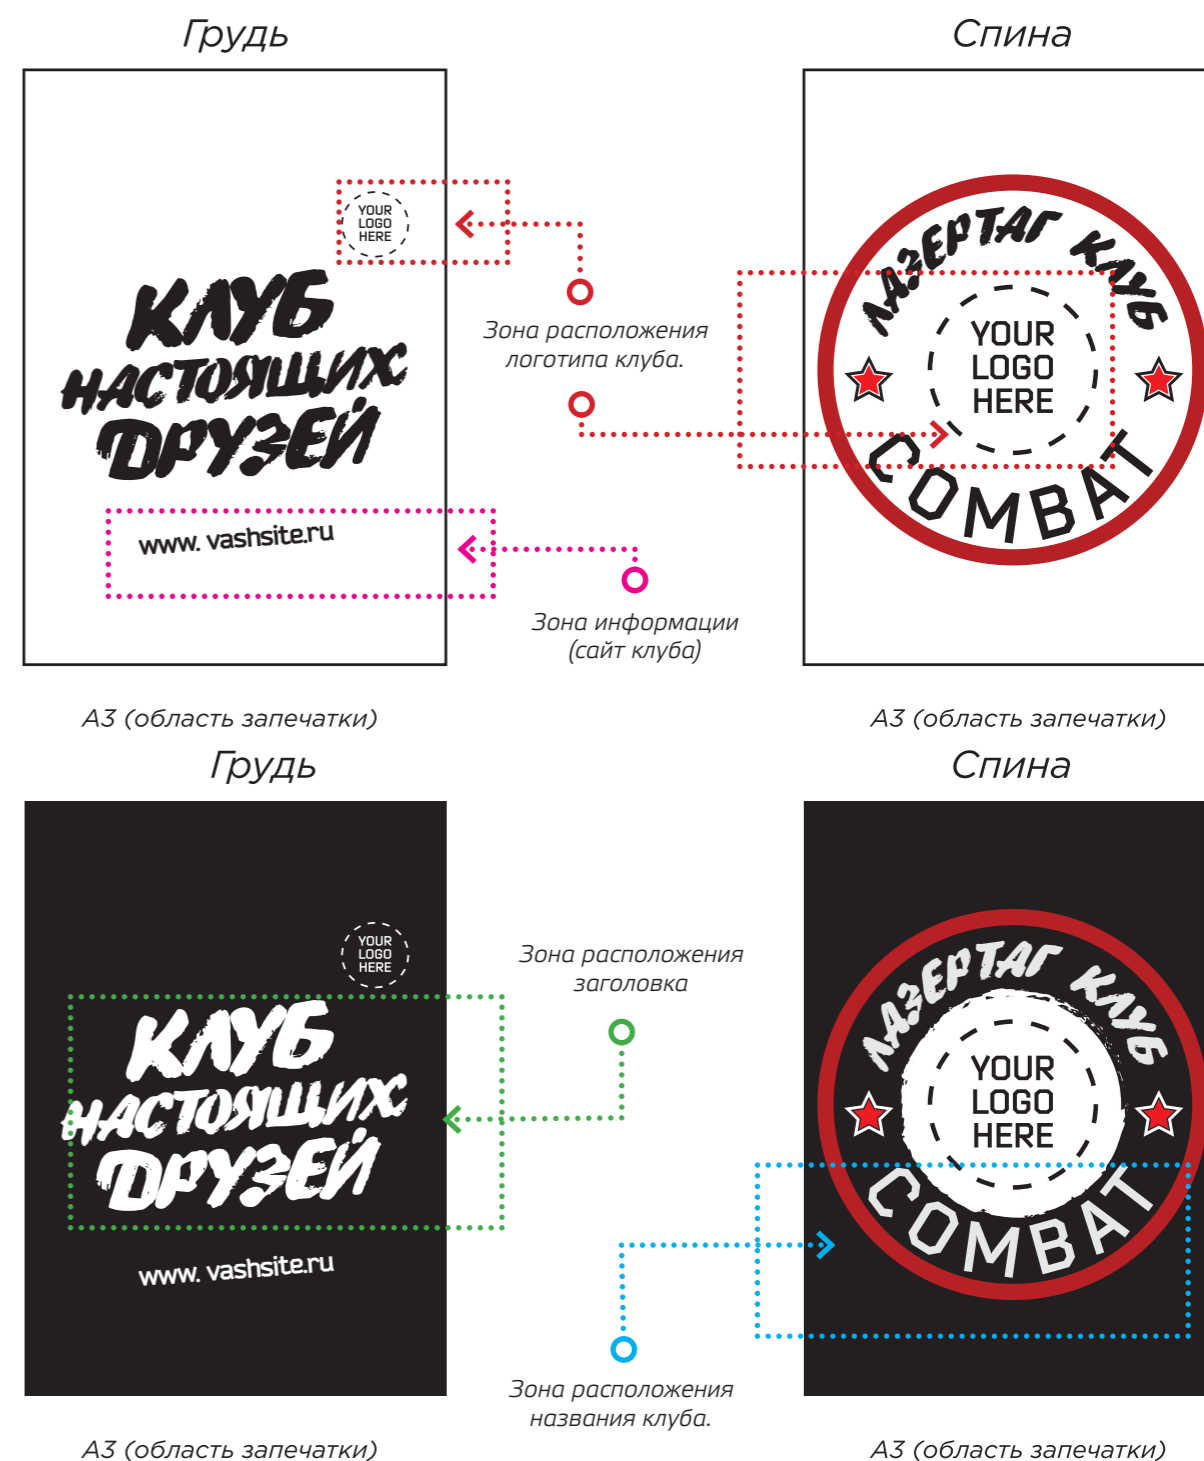 Грудь
Спина
YOUR
LOGO
HERE
КЛУБ
НАСТОЯЩИХ
ДРУЗЕЙ
www. vashsite.ru
Зона расположения
логотипа клуба.
Зона информации
(сайт клуба)
ЛАЗЕРТАГ КЛУБ
YOUR
LOGO
HERE
COMBAT
А3 (область запечатки)
А3 (область запечатки)
Грудь
Спина
YOUR
LOGO
HERE
КЛУБ
НАСТОЯЩИХ
ДРУЗЕЙ
www. vashsite.ru
Зона расположения
заголовка
Зона расположения
названия клуба.
ЛАЗЕРТАГ КЛУБ
YOUR
LOGO
HERE
COMBAT
А3 (область запечатки)
А3 (область запечатки)